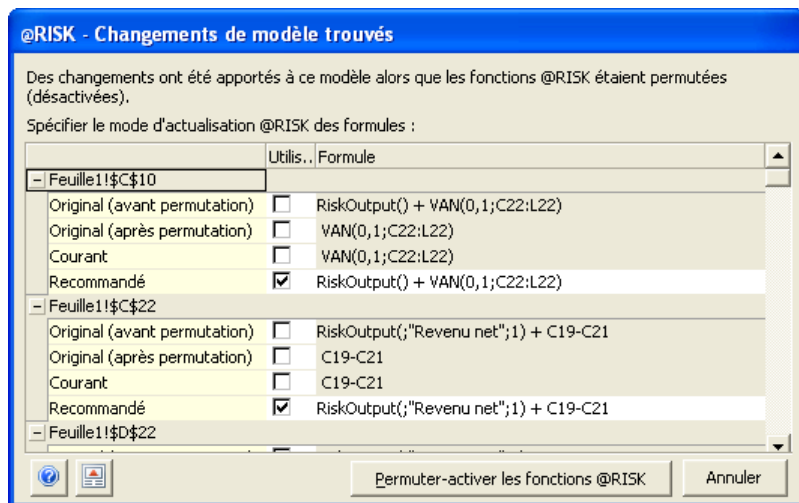 @RISK - Changements de modèle trouvés
Des changements ont été apportés à ce modèle alors que les fonctions @RISK étaient permutées
(désactivées).
Spécifier le mode d'actualisation @RISK des formules :
Utilis.. Formule
Feuille1!$C$10
Original (avant permutation) RiskOutput() + VAN(0,1;C22:L22)
Original (après permutation) VAN(0,1;C22:L22)
Courant VAN(0,1;C22:L22)
Recommandé RiskOutput() + VAN(0,1;C22:L22)
Feuille1!$C$22
Original (avant permutation) RiskOutput(;"Revenu net";1) + C19-C21
Original (après permutation) C19-C21
Courant C19-C21
Recommandé RiskOutput(;"Revenu net";1) + C19-C21
Feuille1!$D$22
Permuter-activer les fonctions @RISK Annuler